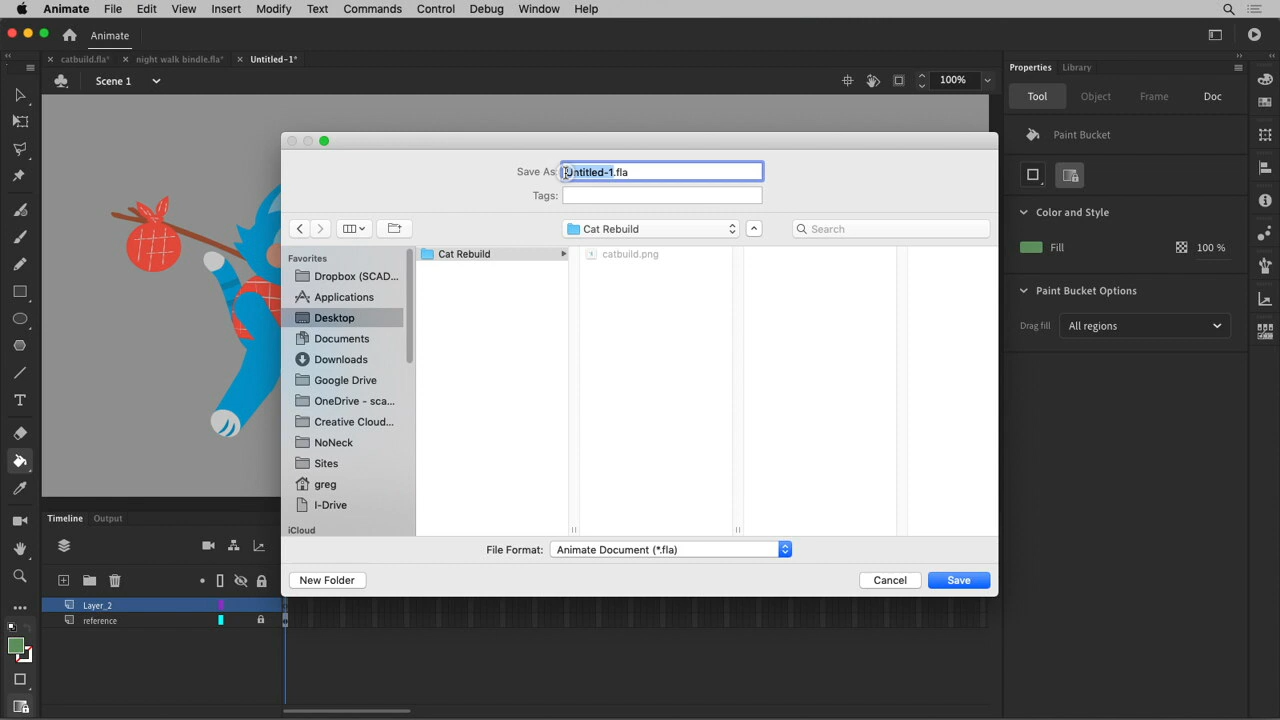 Animate File Edit View Insert Modify Text Commands Control Debug Window Help
Animate
catbuild.fla* night walk bindle.fla* Untitled-1*
Scene 1
100%
Properties Library
Tool Object Frame Doc
Paint Bucket
Color and Style
Fill 100 %
Paint Bucket Options
Drag fill All regions
Save As: Untitled-1.fla
Tags:
Cat Rebuild
Search
Favorites
Dropbox (SCAD...
Applications
Desktop
Documents
Downloads
Google Drive
OneDrive - sca...
Creative Cloud...
NoNeck
Sites
greg
I-Drive
iCloud
Cat Rebuild
catbuild.png
File Format: Animate Document (*.fla)
New Folder Cancel Save
Timeline Output
Layer_2
reference